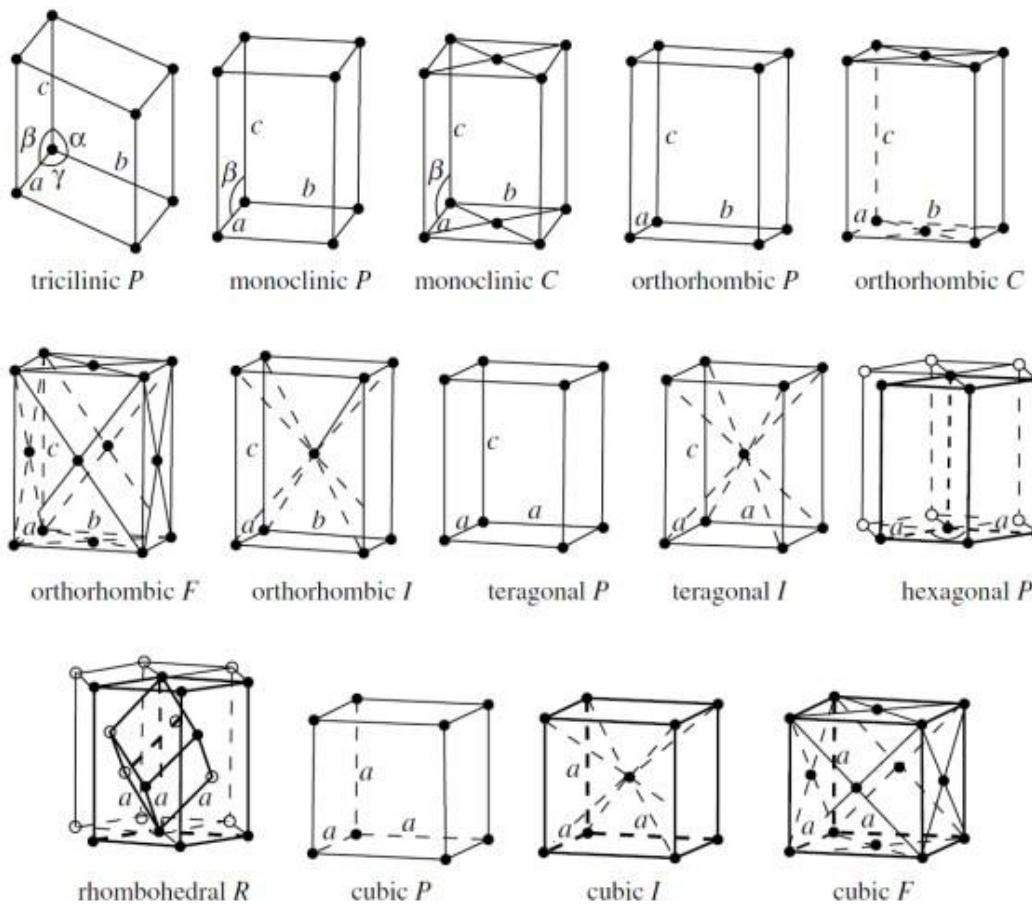 c
β α
b
a γ
tricilinic P
c
β
b
a
monoclinic P
c
β
b
a
monoclinic C
c
a b
orthorhombic P
c
a b
orthorhombic C
c
a b
orthorhombic F
c
a b
orthorhombic I
c
a a
teragonal P
c
a a
teragonal I
a a
hexagonal P
a a a
rhombohedral R
a
a a
cubic P
a
a a
cubic I
a
a a
cubic F